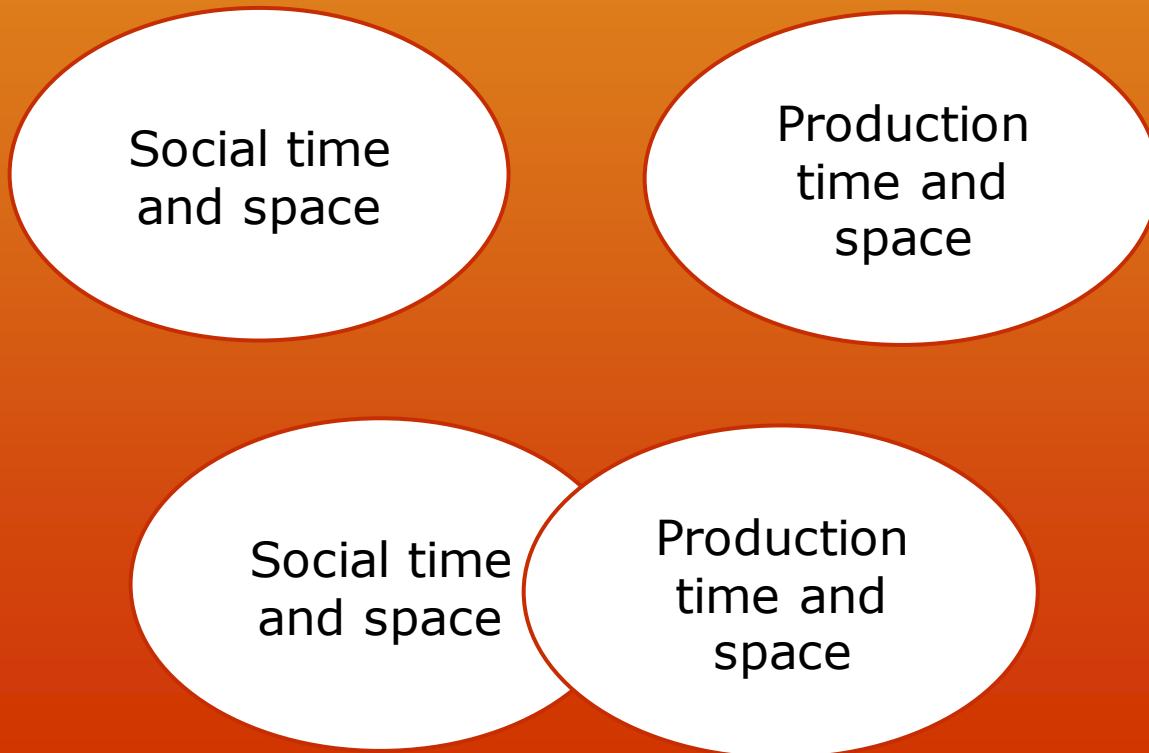 Social time
and space
Production
time and
space
Social time
and space
Production
time and
space